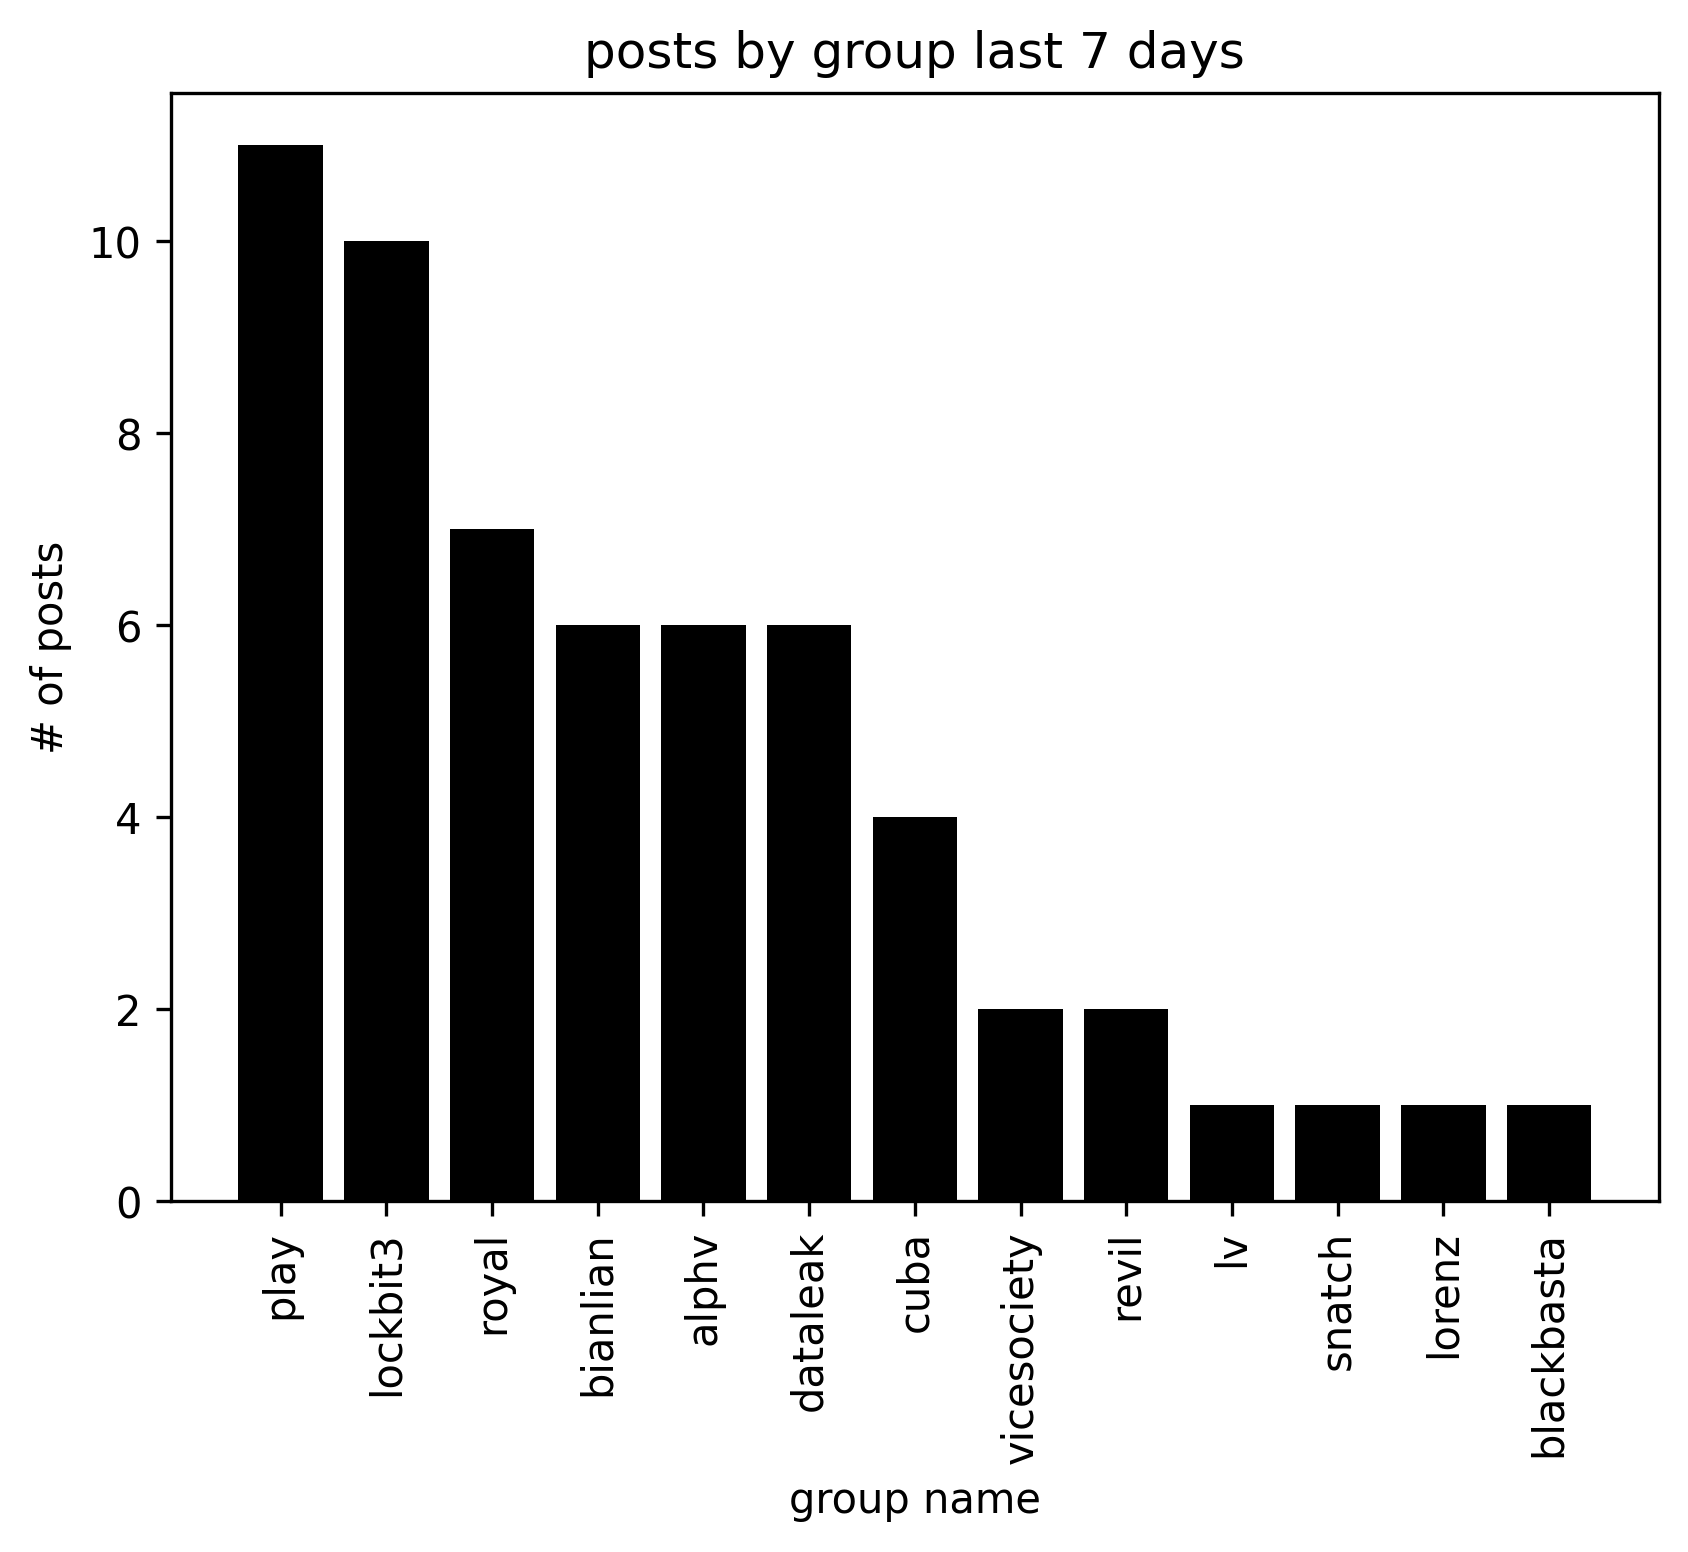 posts by group last 7 days
# of posts
10
8
6
4
2
0
play
lockbit3
royal
bianlian
alphv
dataleak
cuba
vicesociety
revil
lv
snatch
lorenz
blackbasta
group name